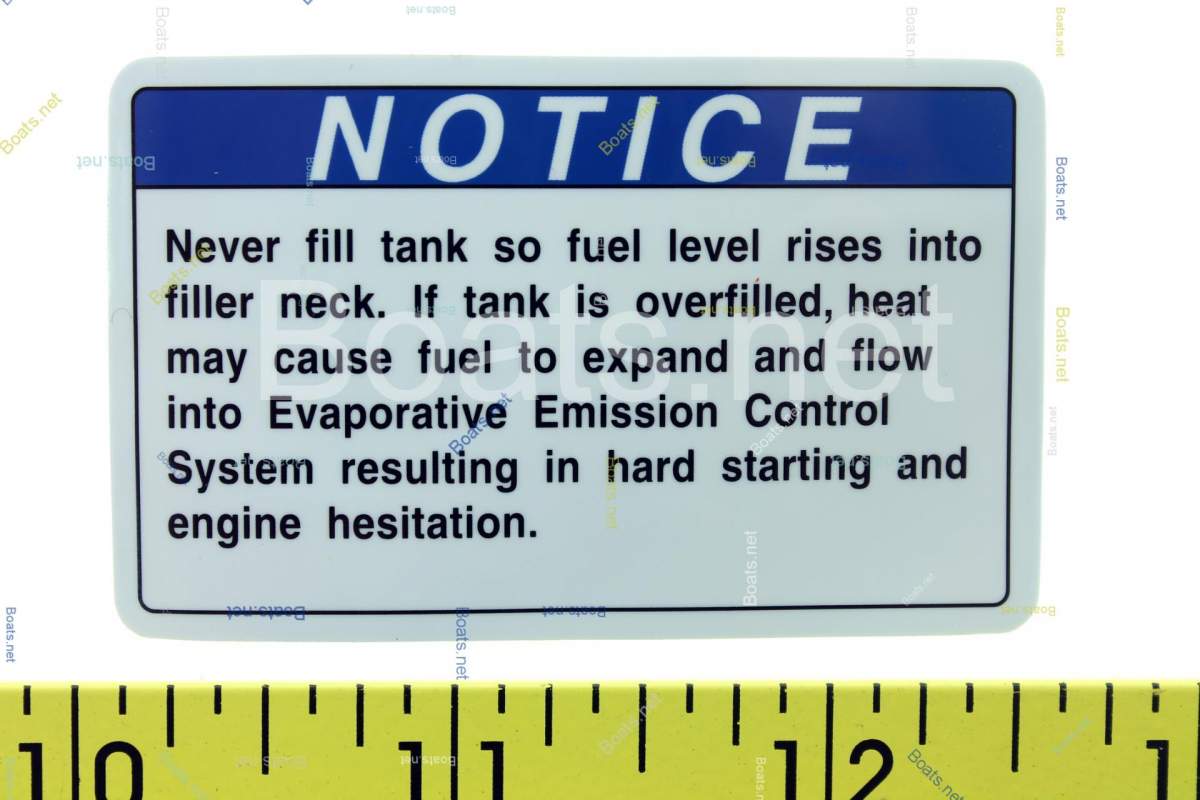 NOTICE
Never fill tank so fuel level rises into
filler neck. If tank is overfilled, heat
may cause fuel to expand and flow
into Evaporative Emission Control
System resulting in hard starting and
engine hesitation.
Boats.net
10 11 12 1